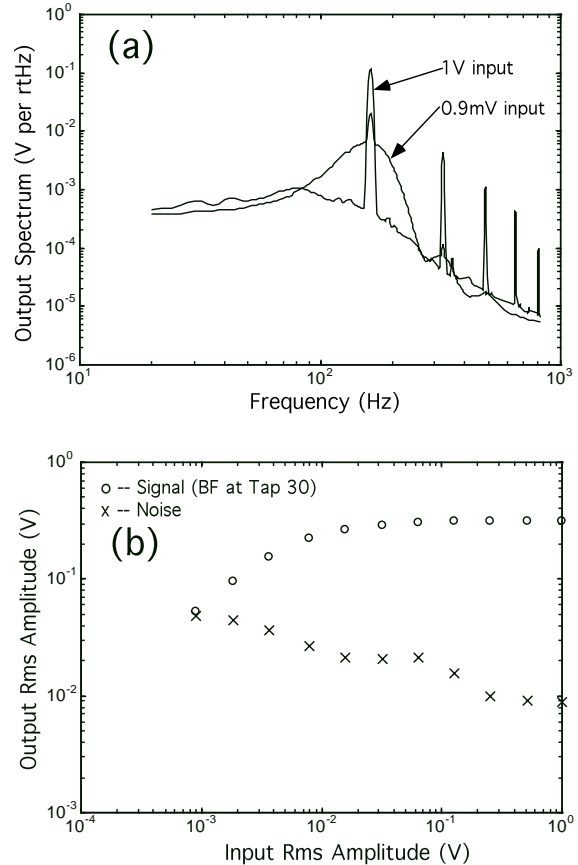 (a)
1V input
0.9mV input
Output Spectrum (V per rtHz)
10^0
10^-1
10^-2
10^-3
10^-4
10^-5
10^-6
10^1
10^2
10^3
Frequency (Hz)
o -- Signal (BF at Tap 30)
x -- Noise
(b)
Output Rms Amplitude (V)
10^0
10^-1
10^-2
10^-3
10^-4
10^-3
10^-2
10^-1
10^0
Input Rms Amplitude (V)